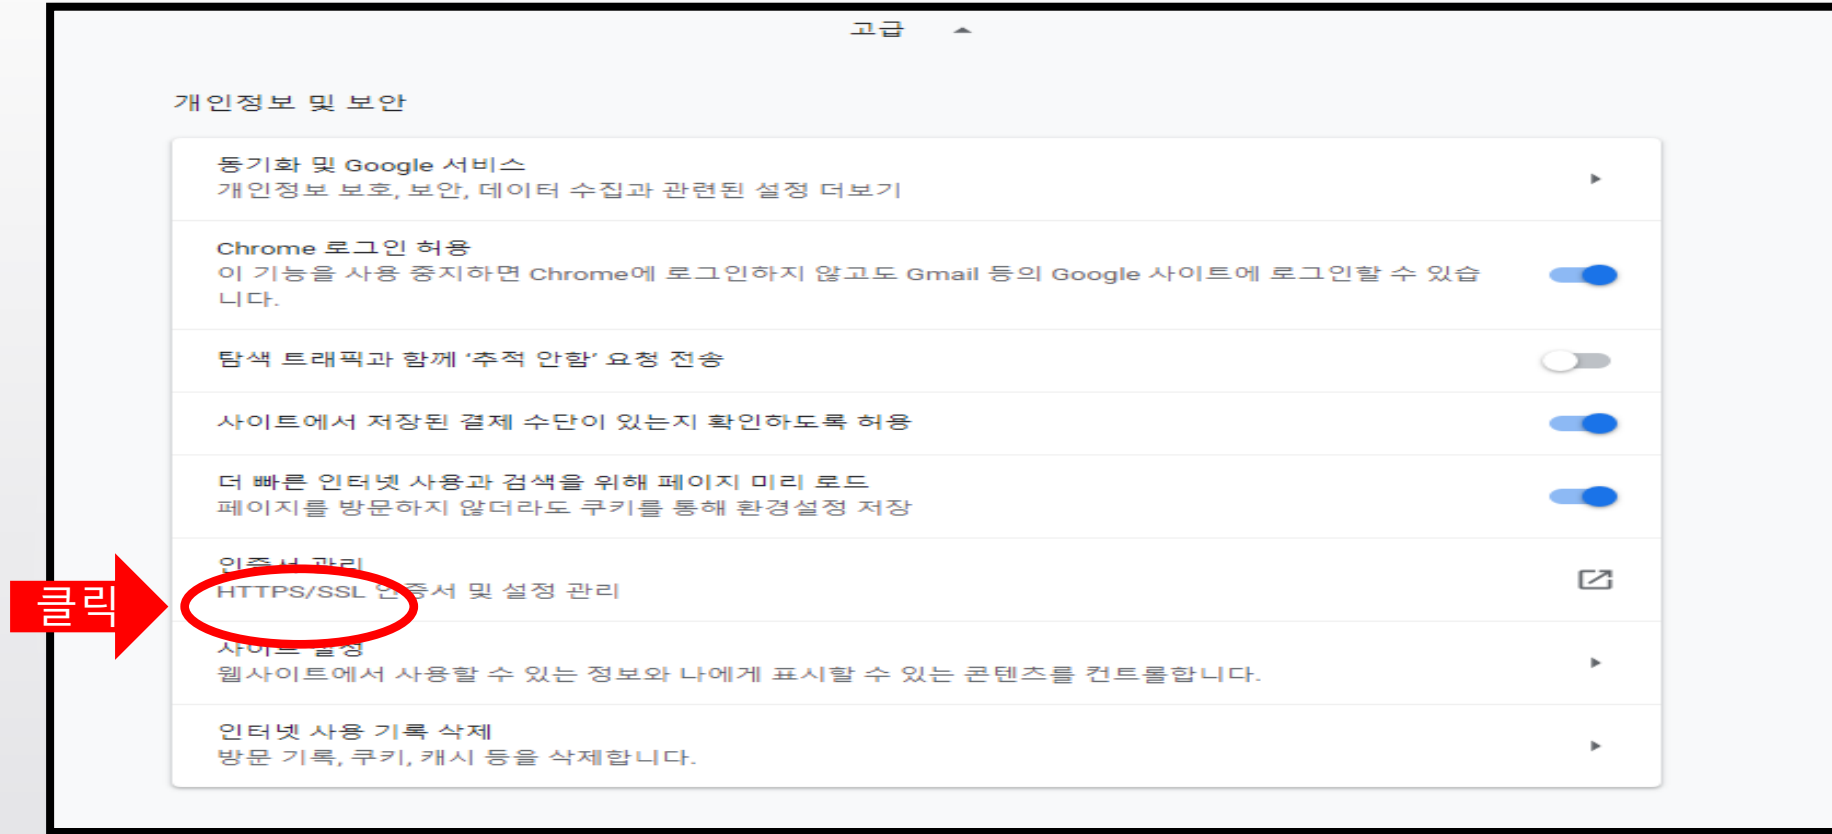 고급
개인정보 및 보안
동기화 및 Google 서비스
개인정보 보호, 보안, 데이터 수집과 관련된 설정 더보기
Chrome 로그인 허용
이 기능을 사용 중지하면 Chrome에 로그인하지 않고도 Gmail 등의 Google 사이트에 로그인할 수 있습
니다.
탐색 트래픽과 함께 ‘추적 안함’ 요청 전송
사이트에서 저장된 결제 수단이 있는지 확인하도록 허용
더 빠른 인터넷 사용과 검색을 위해 페이지 미리 로드
페이지를 방문하지 않더라도 쿠키를 통해 환경설정 저장
인증서 관리
클릭
HTTPS/SSL 인증서 및 설정 관리
사이트 설정
웹사이트에서 사용할 수 있는 정보와 나에게 표시할 수 있는 콘텐츠를 컨트롤합니다.
인터넷 사용 기록 삭제
방문 기록, 쿠키, 캐시 등을 삭제합니다.